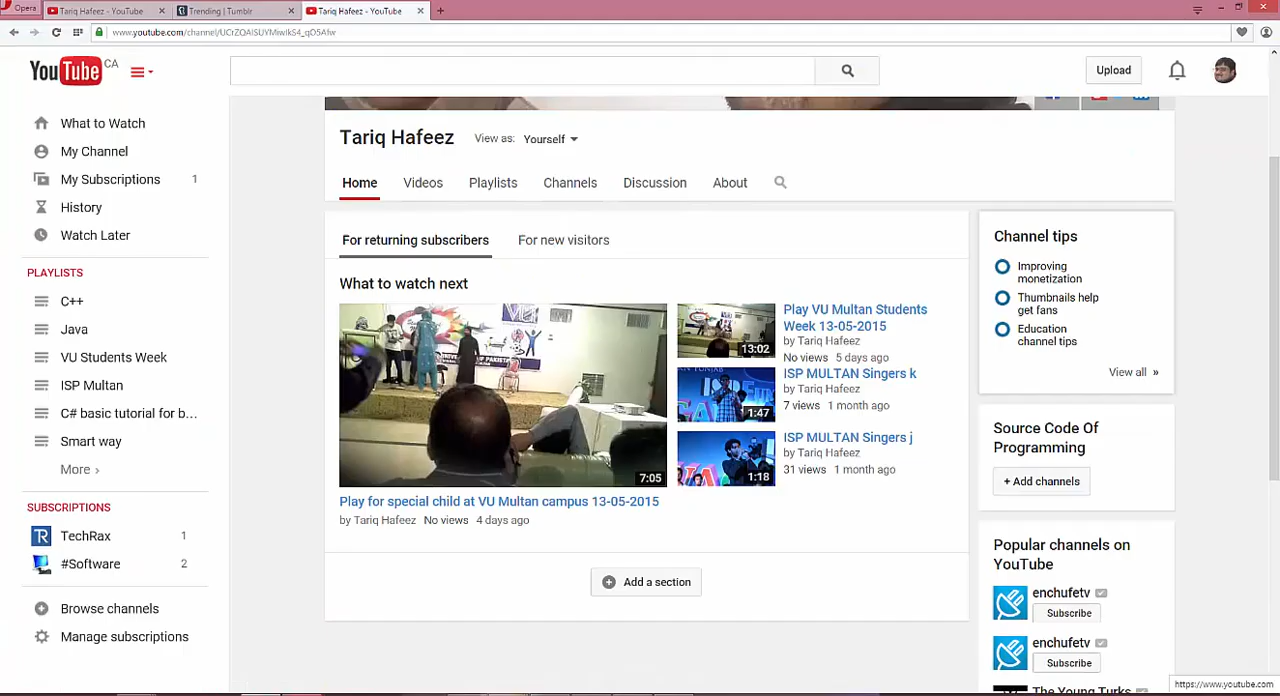 Opera
Tariq Hafeez - YouTube
Trending | Tumblr
Tariq Hafeez - YouTube
YouTube CA
Upload
Tariq Hafeez
View as: Yourself
Home
Videos
Playlists
Channels
Discussion
About
What to Watch
My Channel
My Subscriptions 1
History
Watch Later
PLAYLISTS
C++
Java
VU Students Week
ISP Multan
C# basic tutorial for b...
Smart way
More ›
SUBSCRIPTIONS
TechRax 1
#Software 2
Browse channels
Manage subscriptions
For returning subscribers
For new visitors
What to watch next
7:05
Play for special child at VU Multan campus 13-05-2015
by Tariq Hafeez No views 4 days ago
13:02
Play VU Multan Students
Week 13-05-2015
by Tariq Hafeez
No views 5 days ago
1:47
ISP MULTAN Singers k
by Tariq Hafeez
7 views 1 month ago
1:18
ISP MULTAN Singers j
by Tariq Hafeez
31 views 1 month ago
Add a section
Channel tips
Improving
monetization
Thumbnails help
get fans
Education
channel tips
View all »
Source Code Of
Programming
+ Add channels
Popular channels on
YouTube
enchufetv
Subscribe
enchufetv
Subscribe
The Young Turks
https://www.youtube.com